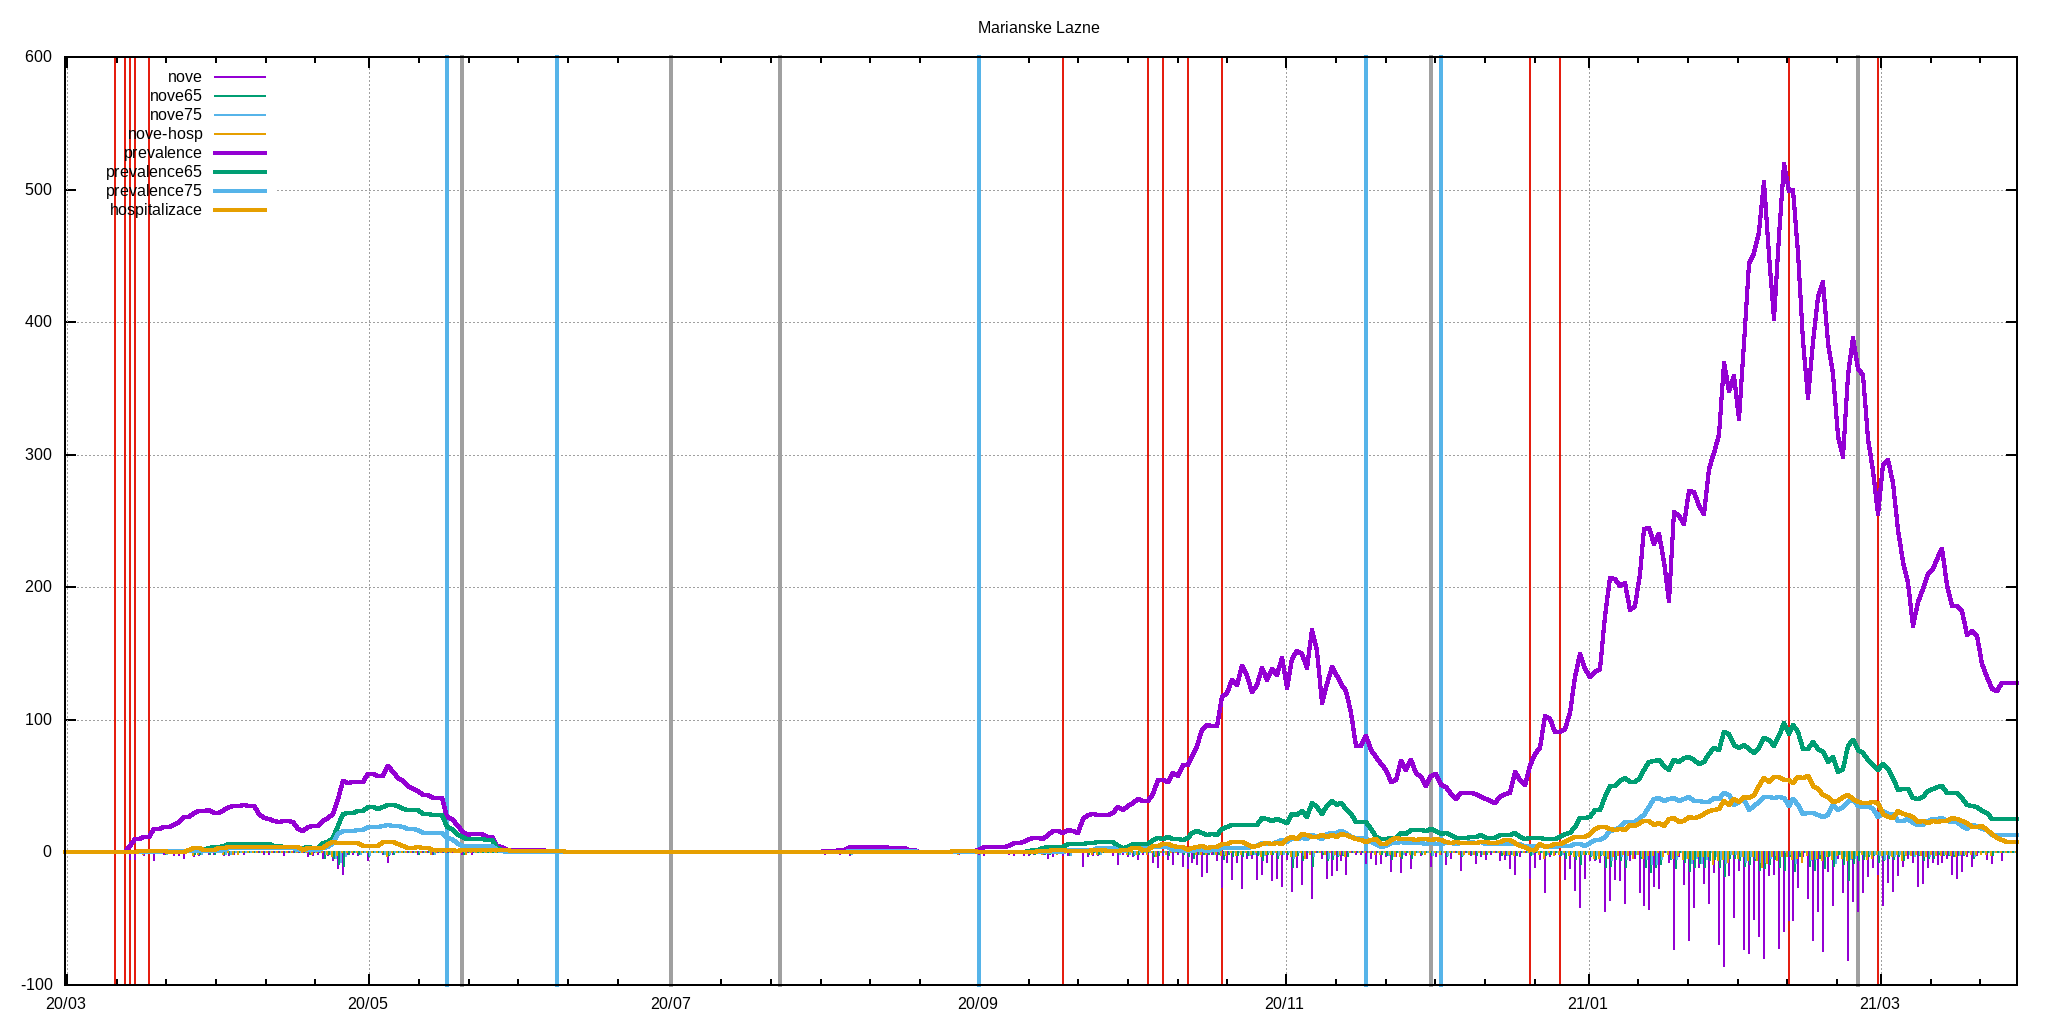 Marianske Lazne
600
500
400
300
200
100
0
-100
nove
nove65
nove75
nove-hosp
prevalence
prevalence65
prevalence75
hospitalizace
20/03 20/05 20/07 20/09 20/11 21/01 21/03